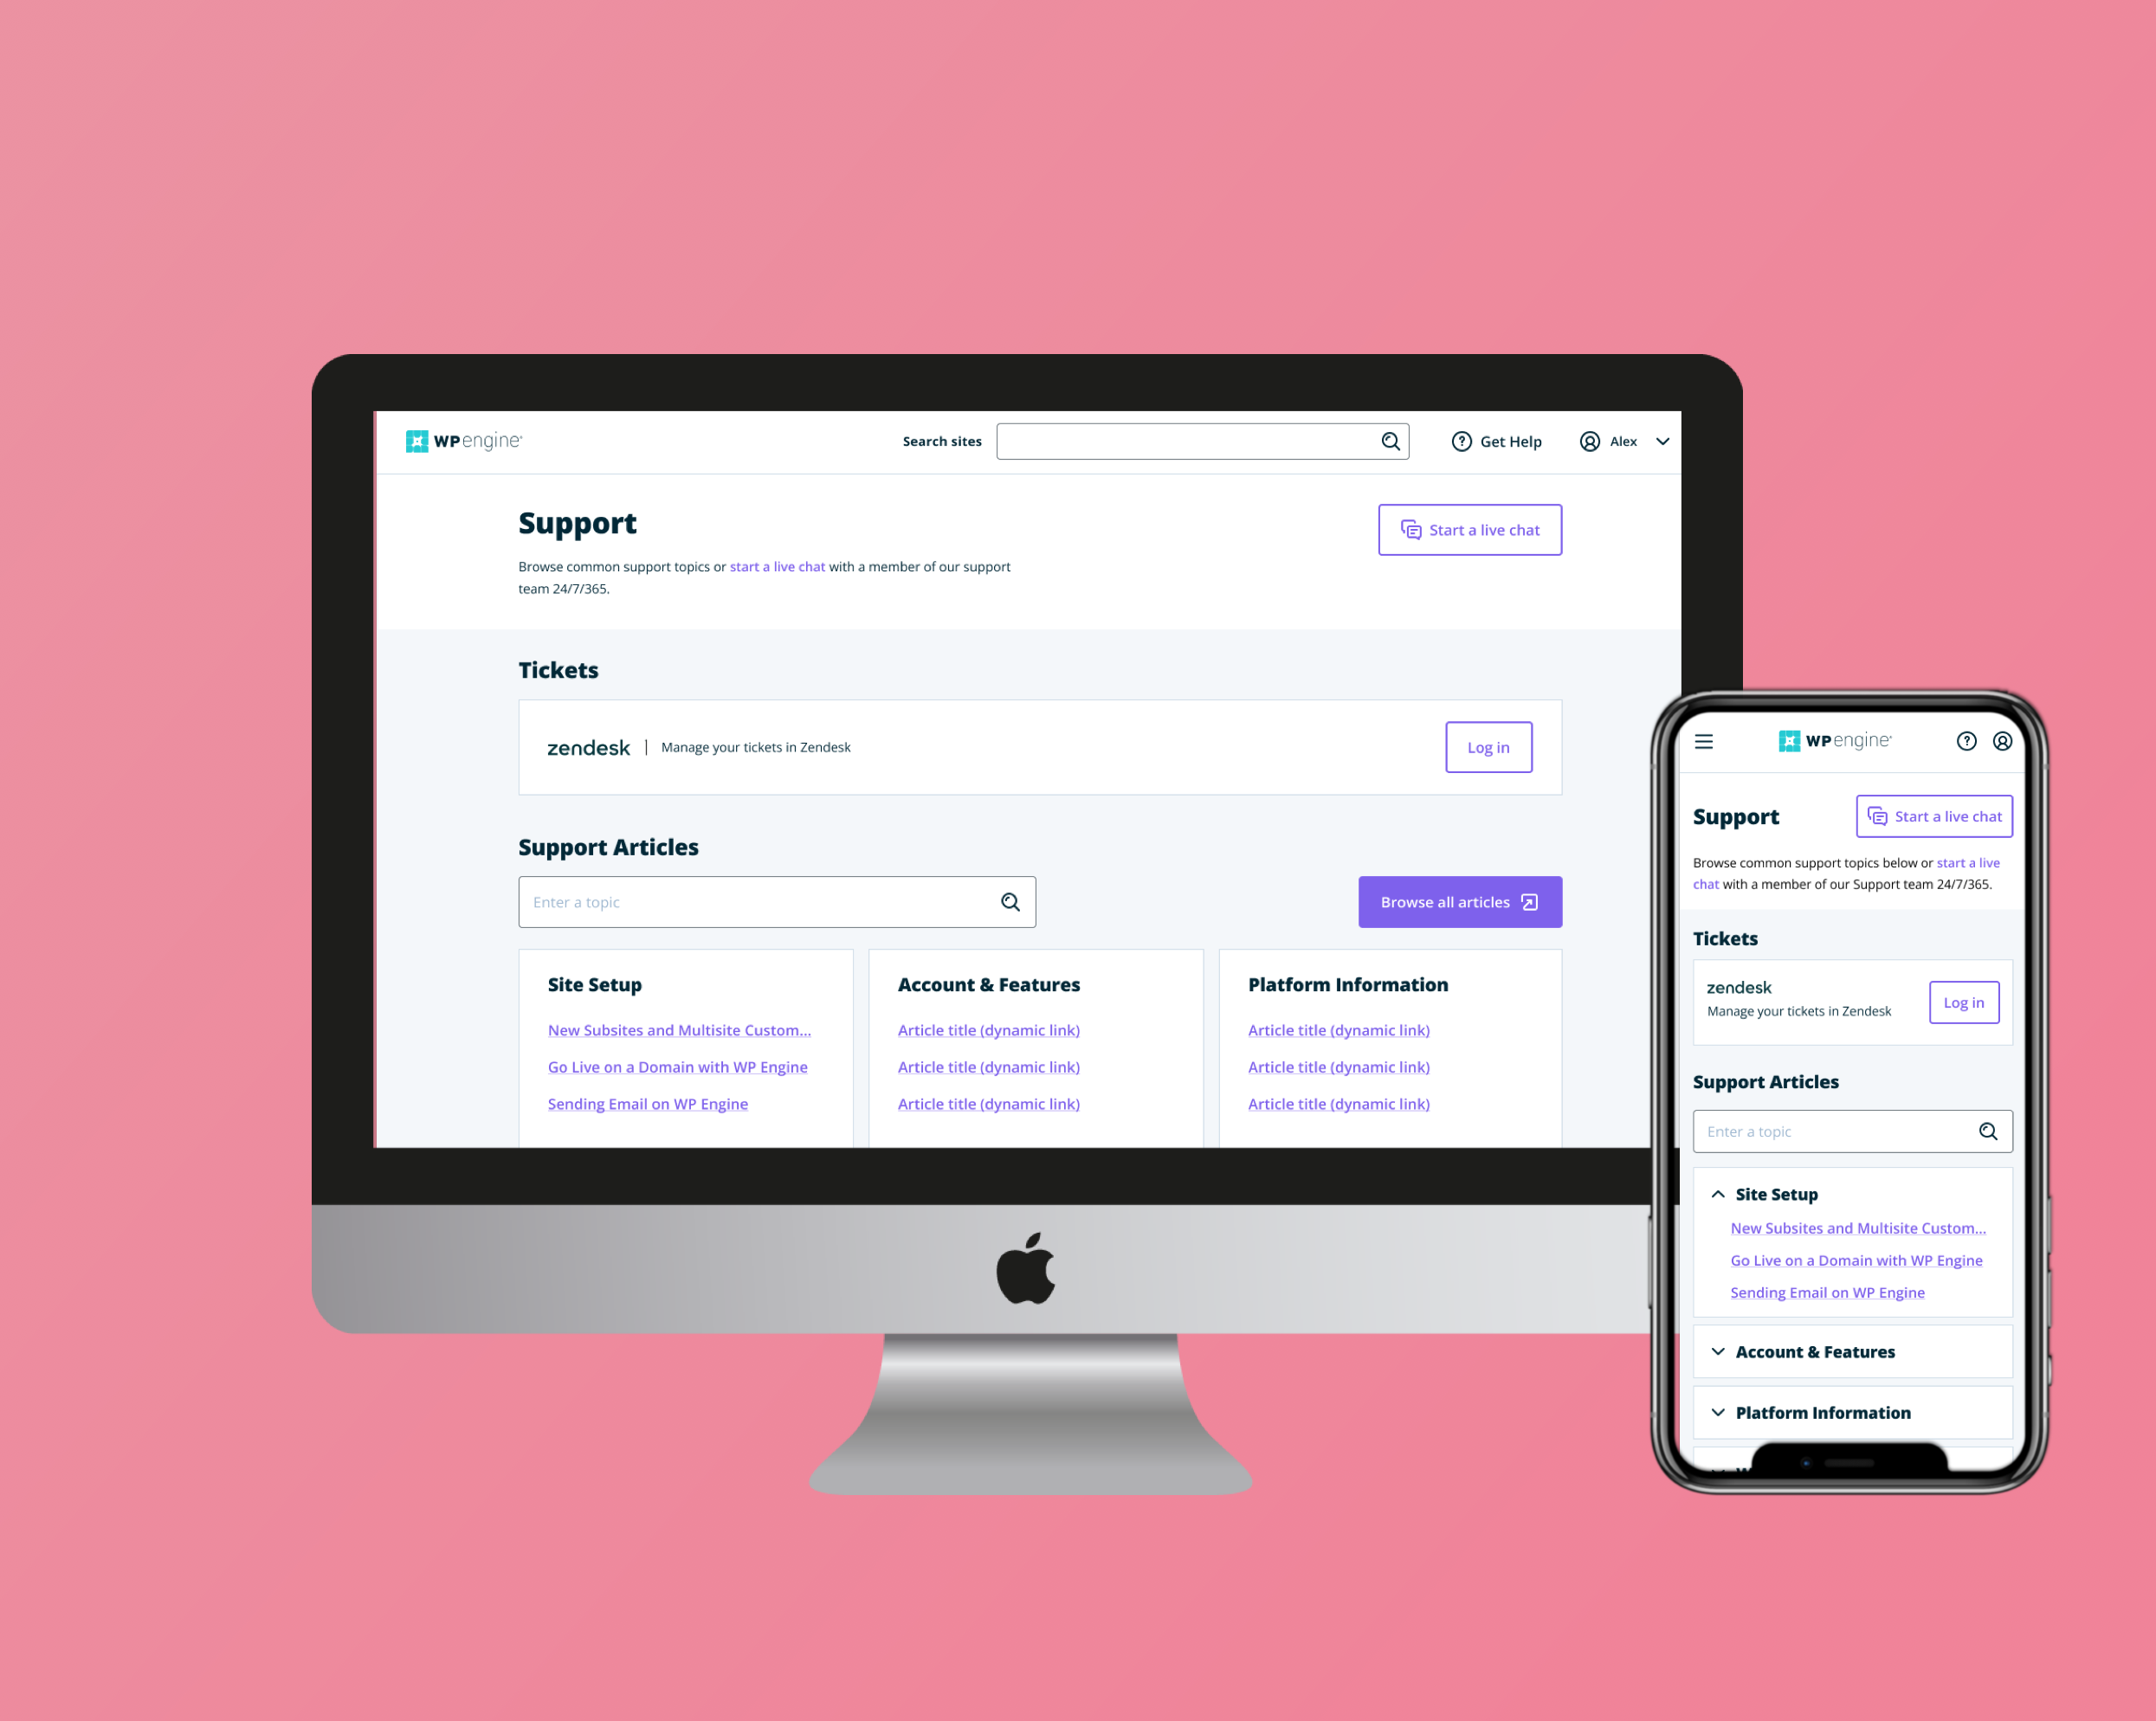 WPengine®
Search sites
Get Help
Alex
Support
Start a live chat
Browse common support topics or start a live chat with a member of our support
team 24/7/365.
Tickets
zendesk | Manage your tickets in Zendesk
Log in
Support Articles
Enter a topic
Browse all articles
Site Setup
New Subsites and Multisite Custom...
Go Live on a Domain with WP Engine
Sending Email on WP Engine
Account & Features
Article title (dynamic link)
Article title (dynamic link)
Article title (dynamic link)
Platform Information
Article title (dynamic link)
Article title (dynamic link)
Article title (dynamic link)
WPengine®
Support
Start a live chat
Browse common support topics below or start a live
chat with a member of our Support team 24/7/365.
Tickets
zendesk
Manage your tickets in Zendesk
Log in
Support Articles
Enter a topic
Site Setup
New Subsites and Multisite Custom...
Go Live on a Domain with WP Engine
Sending Email on WP Engine
Account & Features
Platform Information